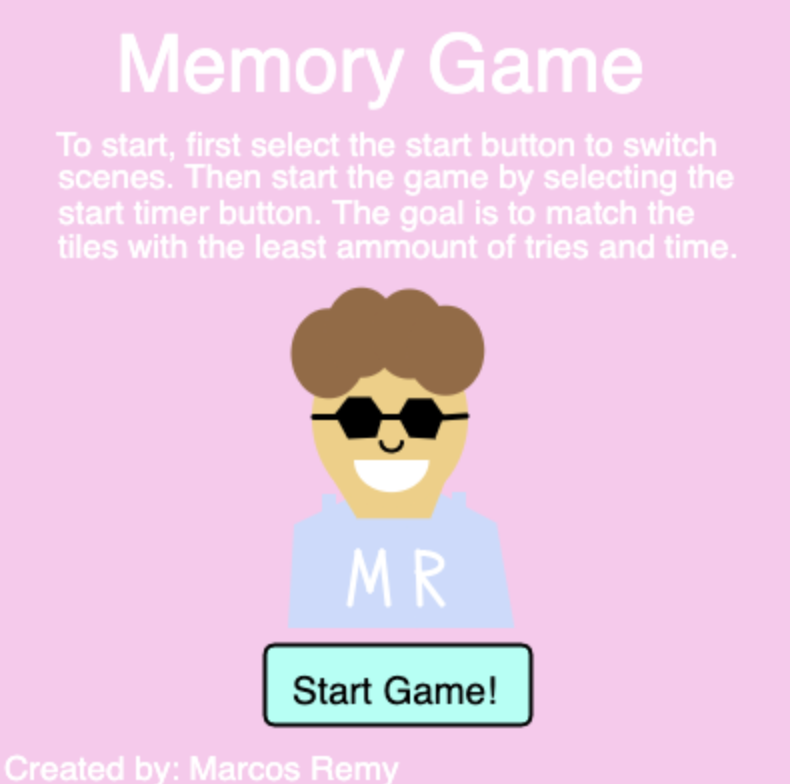 Memory Game
To start, first select the start button to switch
scenes. Then start the game by selecting the
start timer button. The goal is to match the
tiles with the least ammount of tries and time.
M R
Start Game!
Created by: Marcos Remy